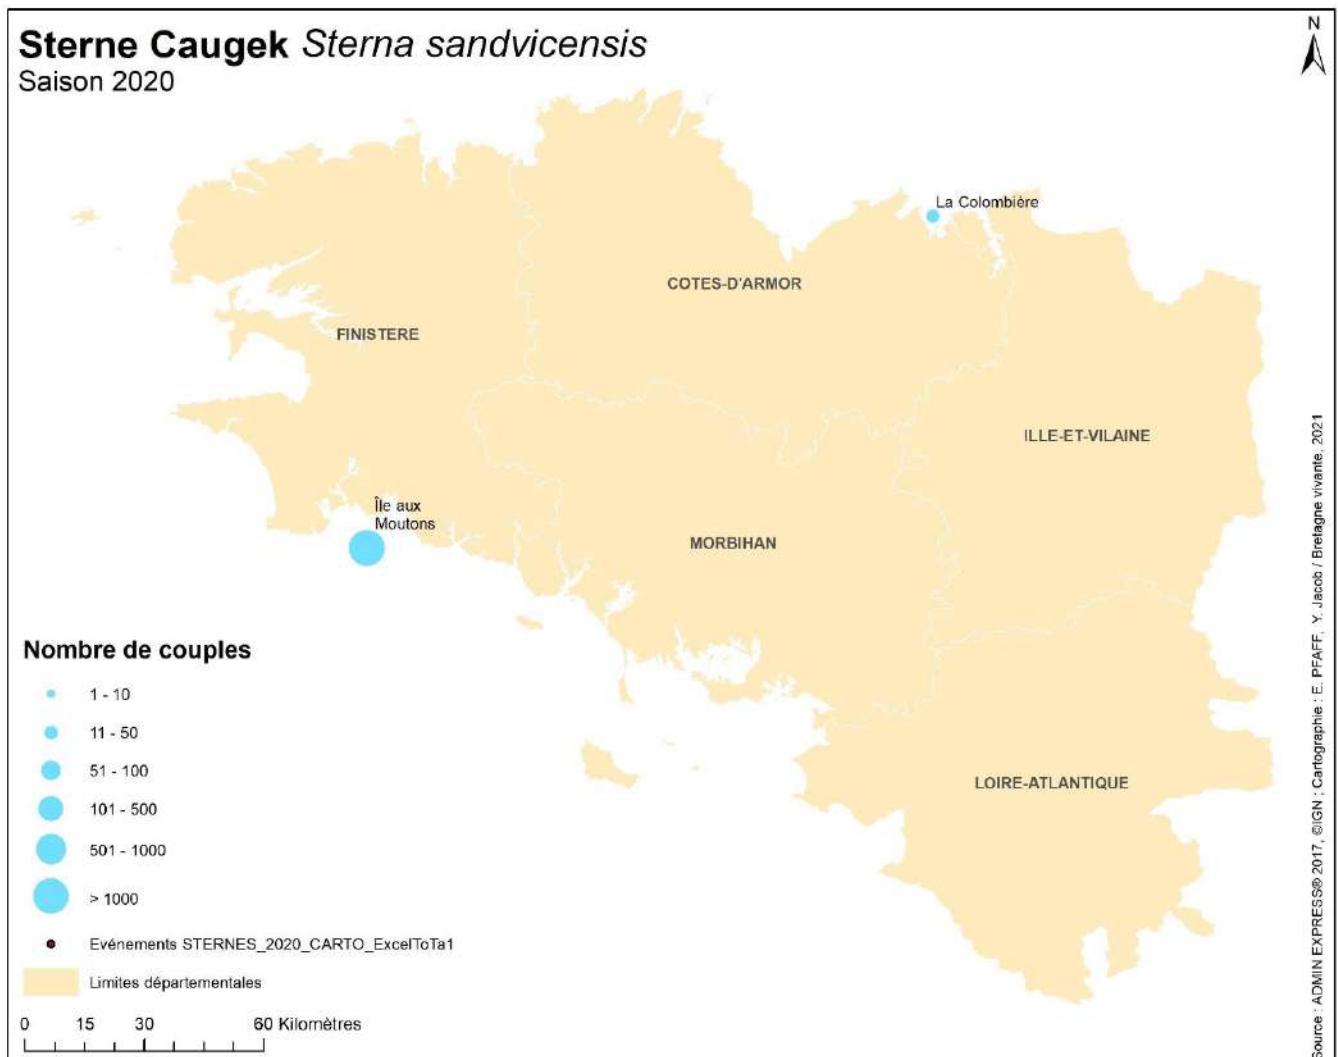 Sterne Caugek Sterna sandvicensis
Saison 2020
N
La Colombière
COTES-D'ARMOR
FINISTERE
ILLE-ET-VILAINE
Île aux
Moutons
MORBIHAN
LOIRE-ATLANTIQUE
Nombre de couples
1 - 10
11 - 50
51 - 100
101 - 500
501 - 1000
> 1000
Evénements STERNES_2020_CARTO_ExcelToTa1
Limites départementales
0 15 30 60 Kilomètres
Source : ADMIN EXPRESS® 2017, ©IGN ; Cartographie : E. PFAFF, Y. Jacob / Bretagne vivante, 2021